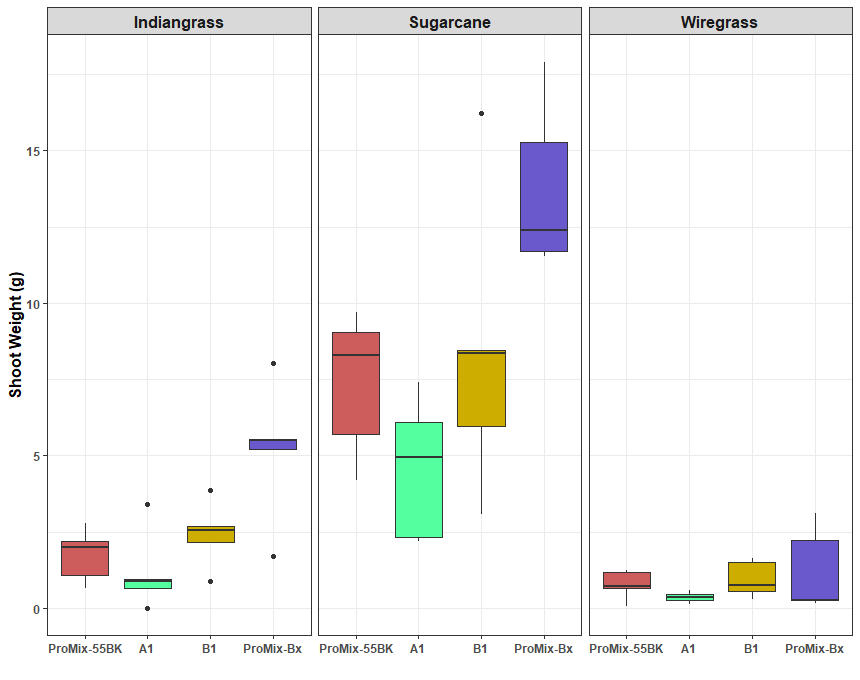 Indiangrass Sugarcane Wiregrass
Shoot Weight (g)
15
10
5
0
ProMix-55BK A1 B1 ProMix-Bx ProMix-55BK A1 B1 ProMix-Bx ProMix-55BK A1 B1 ProMix-Bx